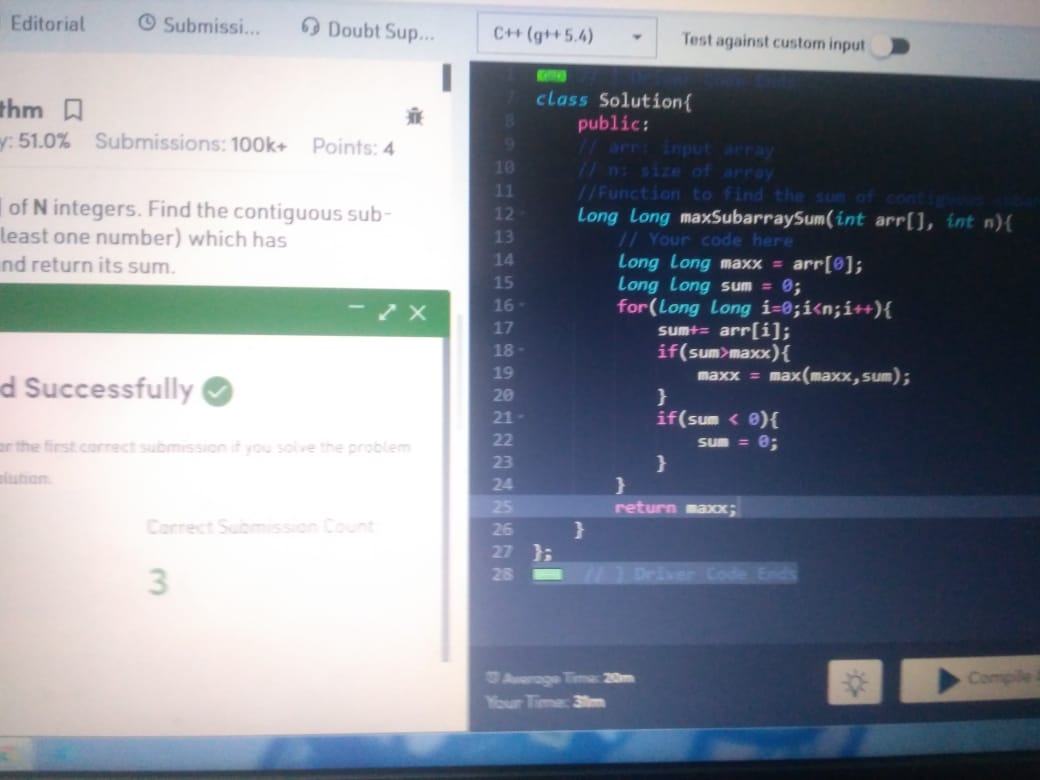 Editorial
Submissi...
Doubt Sup...
C++ (g++ 5.4)
Test against custom input
thm
y: 51.0% Submissions: 100k+ Points: 4
of N integers. Find the contiguous sub-
least one number) which has
nd return its sum.
d Successfully
or the first correct submission if you solve the problem
olution.
Correct Submission Count
3
// } Driver Code Ends
7 class Solution{
8 public:
9 // arr: input array
10 // n: size of array
11 //Function to find the sum of contiguous subar
12 long long maxSubarraySum(int arr[], int n){
13 // Your code here
14 long long maxx = arr[0];
15 long long sum = 0;
16 for(long long i=0;i<n;i++){
17 sum+= arr[i];
18 if(sum>maxx){
19 maxx = max(maxx,sum);
20 }
21 if(sum < 0){
22 sum = 0;
23 }
24 }
25 return maxx;
26 }
27 };
28 // } Driver Code Ends
Average Time: 20m
Your Time: 31m
Compile